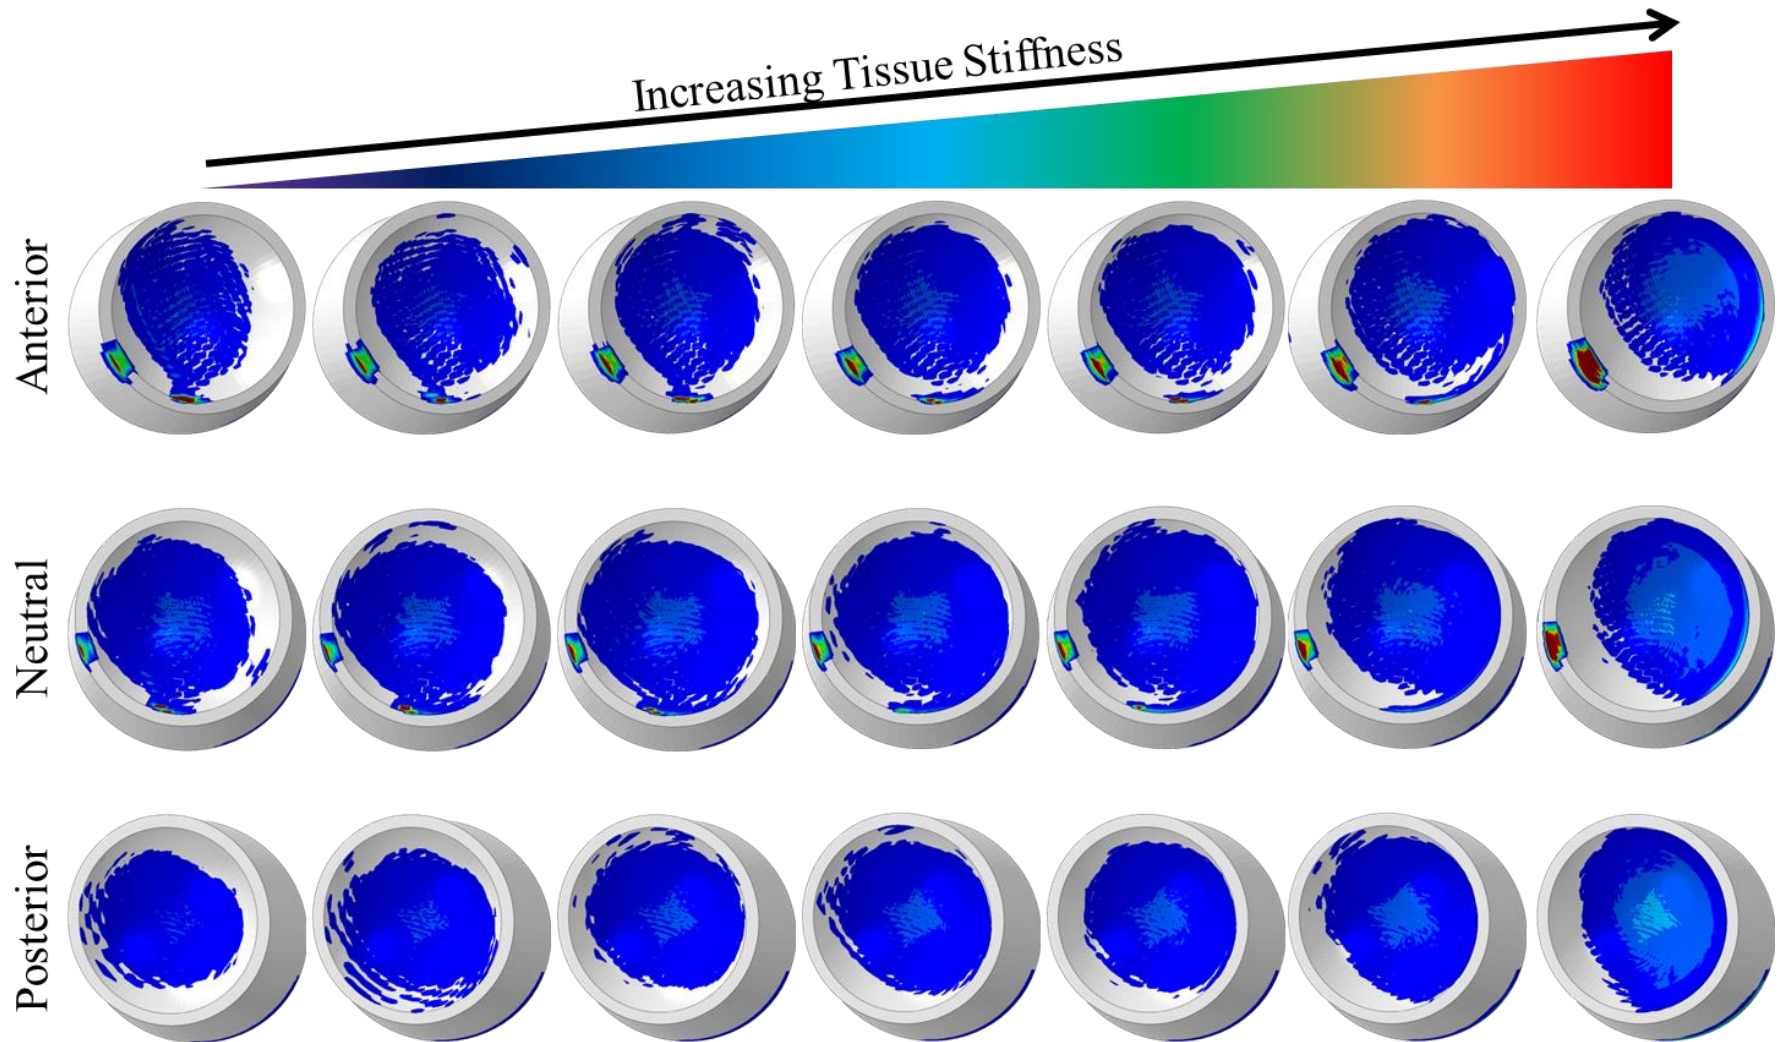 Increasing Tissue Stiffness
Anterior
Neutral
Posterior